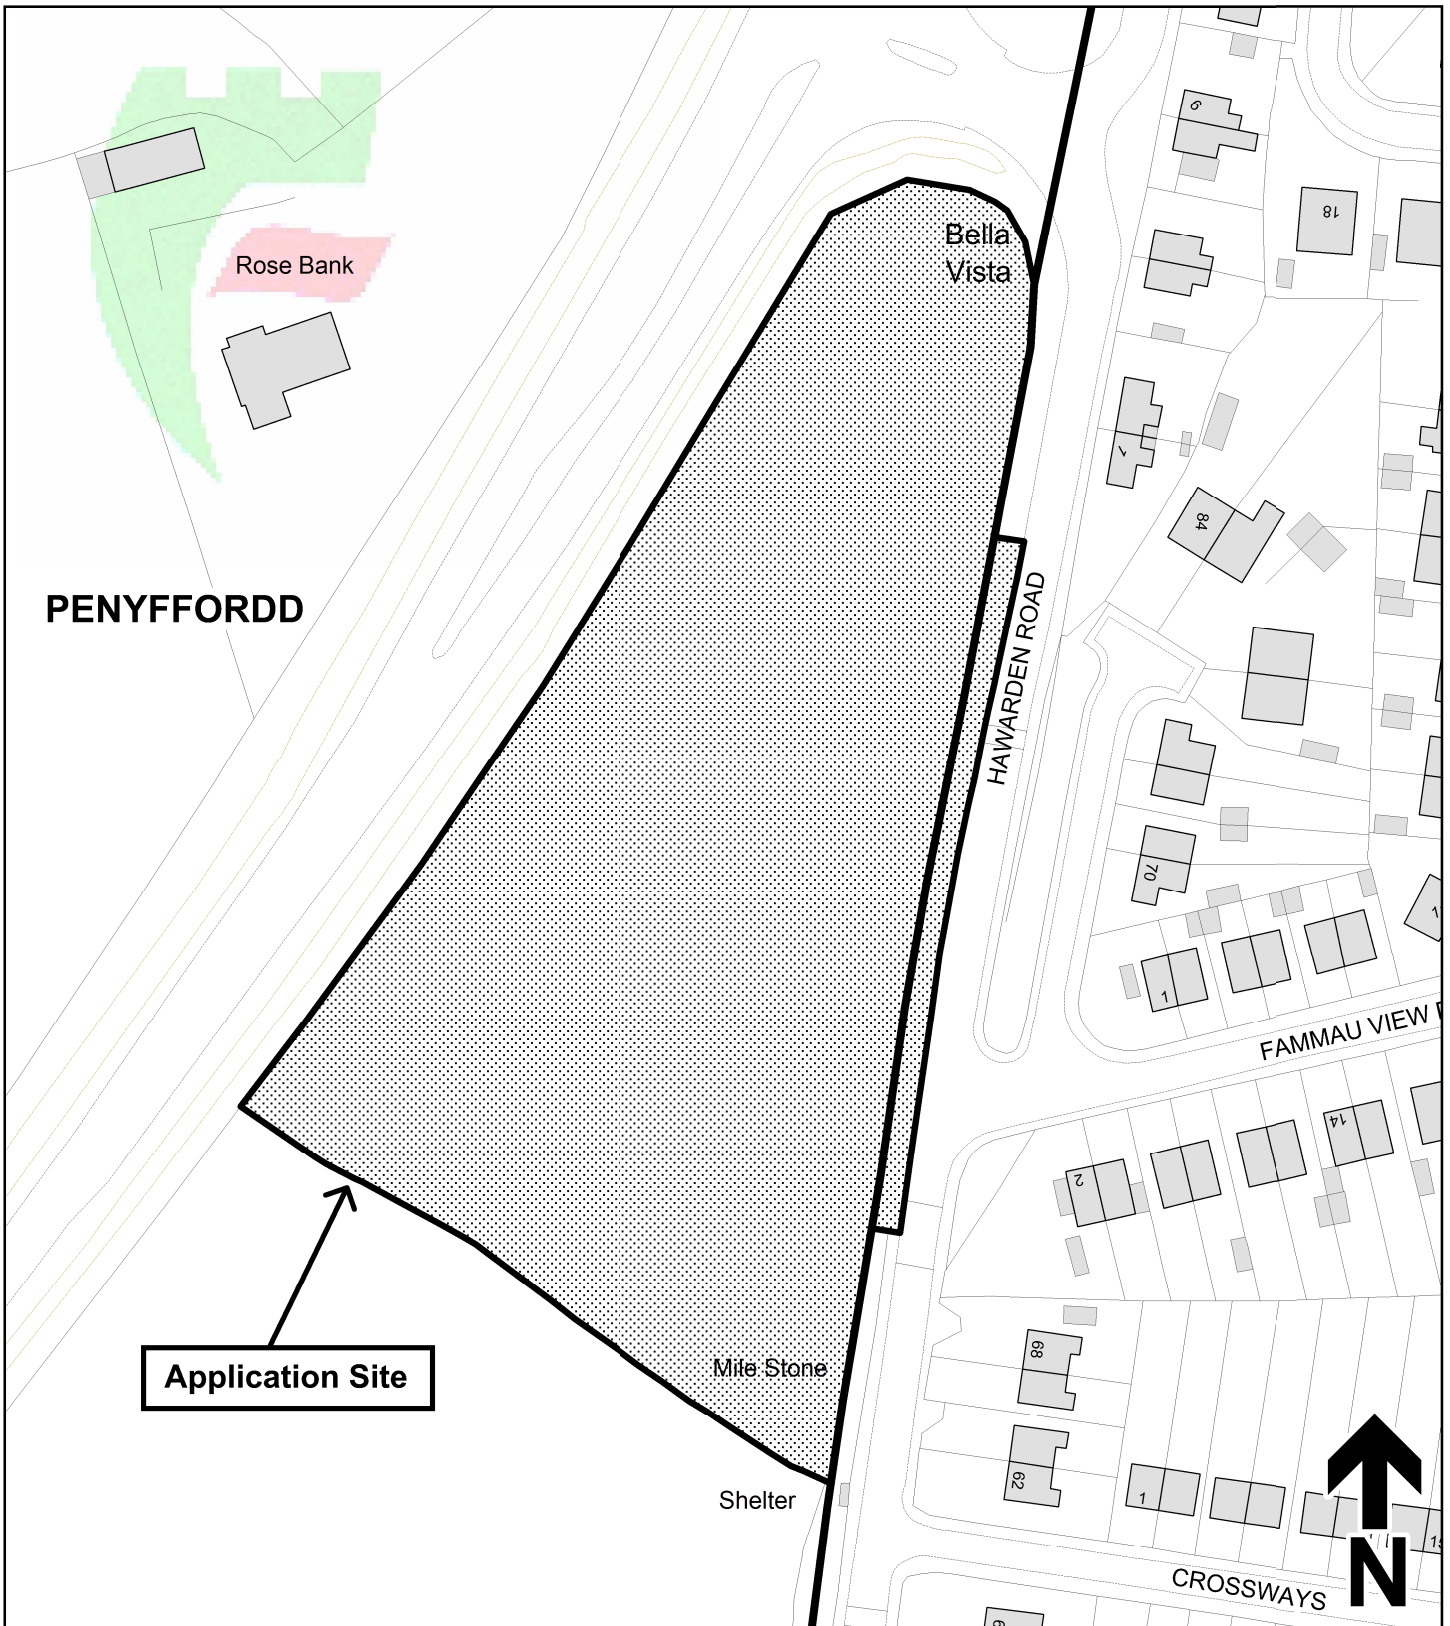 6
18
Bella
Vista
Rose Bank
7
84
PENYFFORDD
HAWARDEN ROAD
70
1
FAMMAU VIEW
14
2
68
Mile Stone
Application Site
62
1
Shelter
N
CROSSWAYS